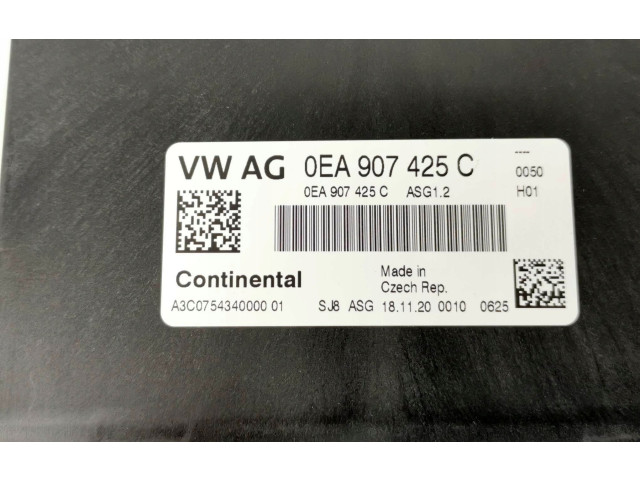 VW AG 0EA 907 425 C ----
0EA 907 425 C ASG1.2 0050
H01
Continental
Made in
Czech Rep.
A3C0754340000 01 SJ8 ASG 18.11.20 0010 0625